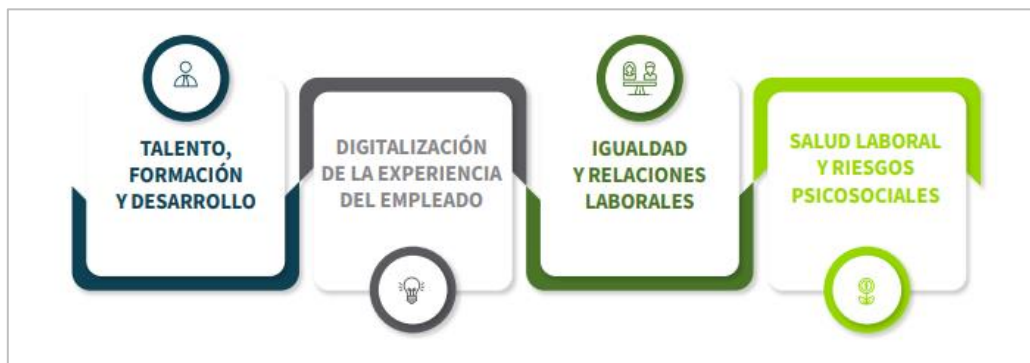 TALENTO,
FORMACIÓN
Y DESARROLLO
DIGITALIZACIÓN
DE LA EXPERIENCIA
DEL EMPLEADO
IGUALDAD
Y RELACIONES
LABORALES
SALUD LABORAL
Y RIESGOS
PSICOSOCIALES